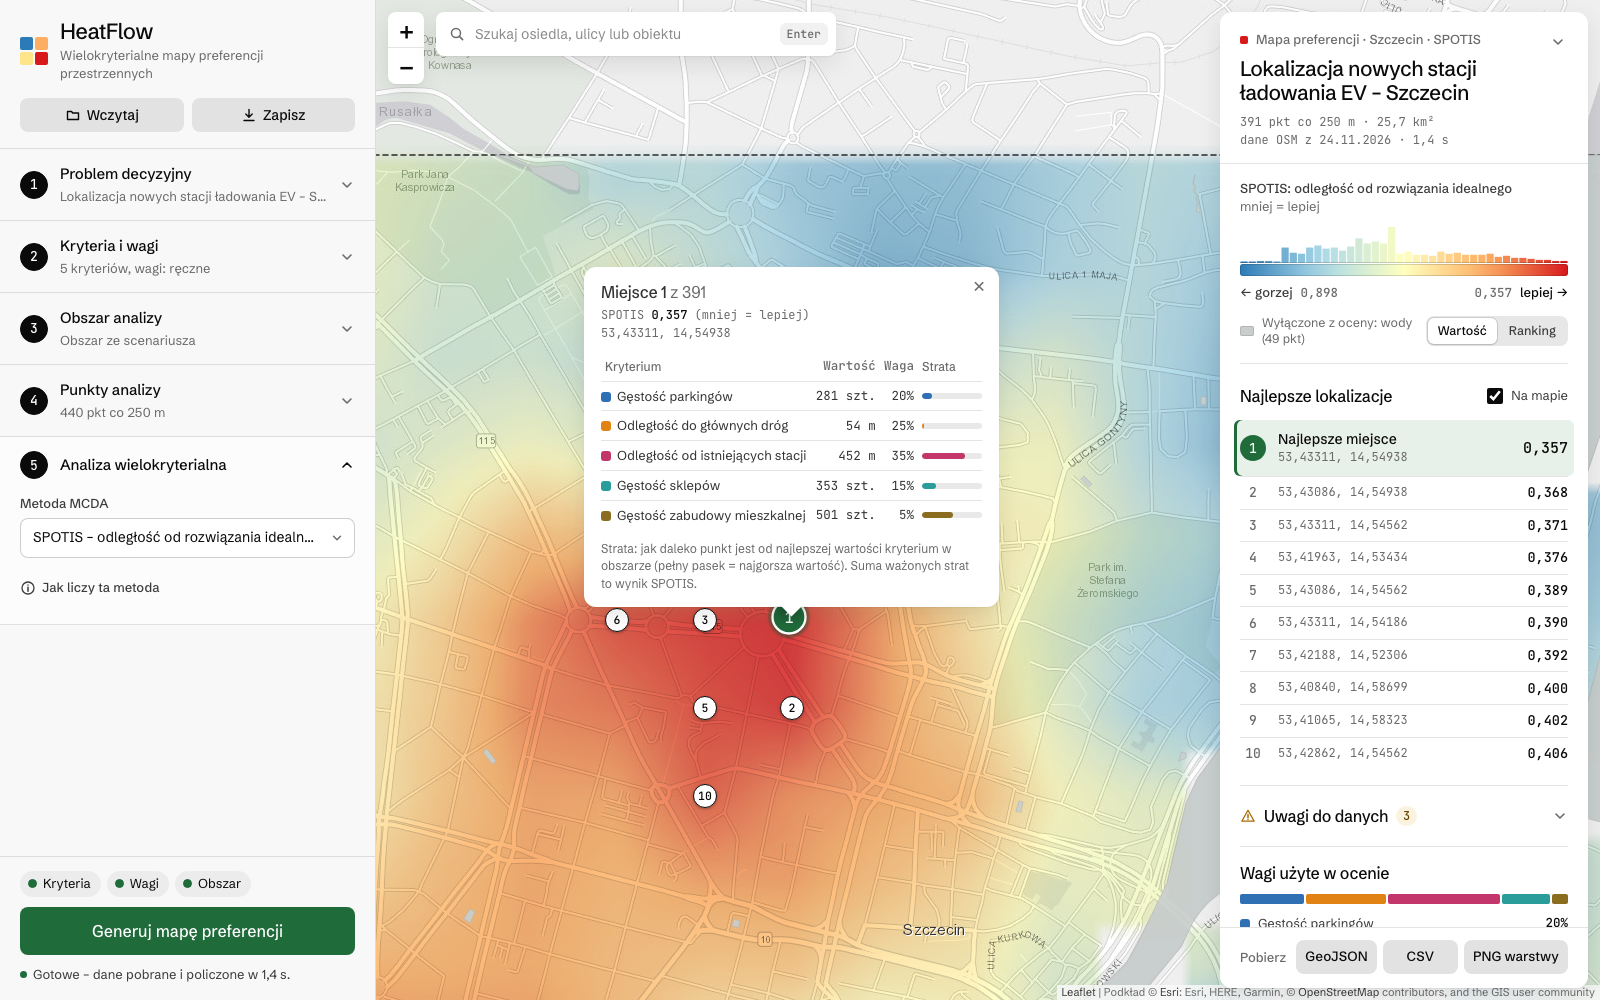 HeatFlow
Wielokryterialne mapy preferencji
przestrzennych
Wczytaj
Zapisz
1
Problem decyzyjny
Lokalizacja nowych stacji ładowania EV – S...
2
Kryteria i wagi
5 kryteriów, wagi: ręczne
3
Obszar analizy
Obszar ze scenariusza
4
Punkty analizy
440 pkt co 250 m
5
Analiza wielokryterialna
Metoda MCDA
SPOTIS – odległość od rozwiązania idealn...
Jak liczy ta metoda
Kryteria
Wagi
Obszar
Generuj mapę preferencji
Gotowe – dane pobrane i policzone w 1,4 s.
+
−
Szukaj osiedla, ulicy lub obiektu
Enter
Kownasa
Rusałka
Park Jana
Kasprowicza
ULICA 1 MAJA
ULICA GONTYNY
115
Park im.
Stefana
Żeromskiego
Miejsce 1 z 391
SPOTIS 0,357 (mniej = lepiej)
53,43311, 14,54938
Kryterium Wartość Waga Strata
Gęstość parkingów 281 szt. 20%
Odległość do głównych dróg 54 m 25%
Odległość od istniejących stacji 452 m 35%
Gęstość sklepów 353 szt. 15%
Gęstość zabudowy mieszkalnej 501 szt. 5%
Strata: jak daleko punkt jest od najlepszej wartości kryterium w
obszarze (pełny pasek = najgorsza wartość). Suma ważonych strat
to wynik SPOTIS.
6
3
1
5
2
10
10
Szczecin
ULICA KURKOWA
Mapa preferencji · Szczecin · SPOTIS
Lokalizacja nowych stacji
ładowania EV – Szczecin
391 pkt co 250 m · 25,7 km²
dane OSM z 24.11.2026 · 1,4 s
SPOTIS: odległość od rozwiązania idealnego
mniej = lepiej
← gorzej 0,898
0,357 lepiej →
Wyłączone z oceny: wody
(49 pkt)
Wartość
Ranking
Najlepsze lokalizacje
Na mapie
1
Najlepsze miejsce
53,43311, 14,54938
0,357
2 53,43086, 14,54938 0,368
3 53,43311, 14,54562 0,371
4 53,41963, 14,53434 0,376
5 53,43086, 14,54562 0,389
6 53,43311, 14,54186 0,390
7 53,42188, 14,52306 0,392
8 53,40840, 14,58699 0,400
9 53,41065, 14,58323 0,402
10 53,42862, 14,54562 0,406
Uwagi do danych 3
Wagi użyte w ocenie
Gęstość parkingów 20%
Pobierz
GeoJSON
CSV
PNG warstwy
Leaflet | Podkład © Esri: Esri, HERE, Garmin, © OpenStreetMap contributors, and the GIS user community